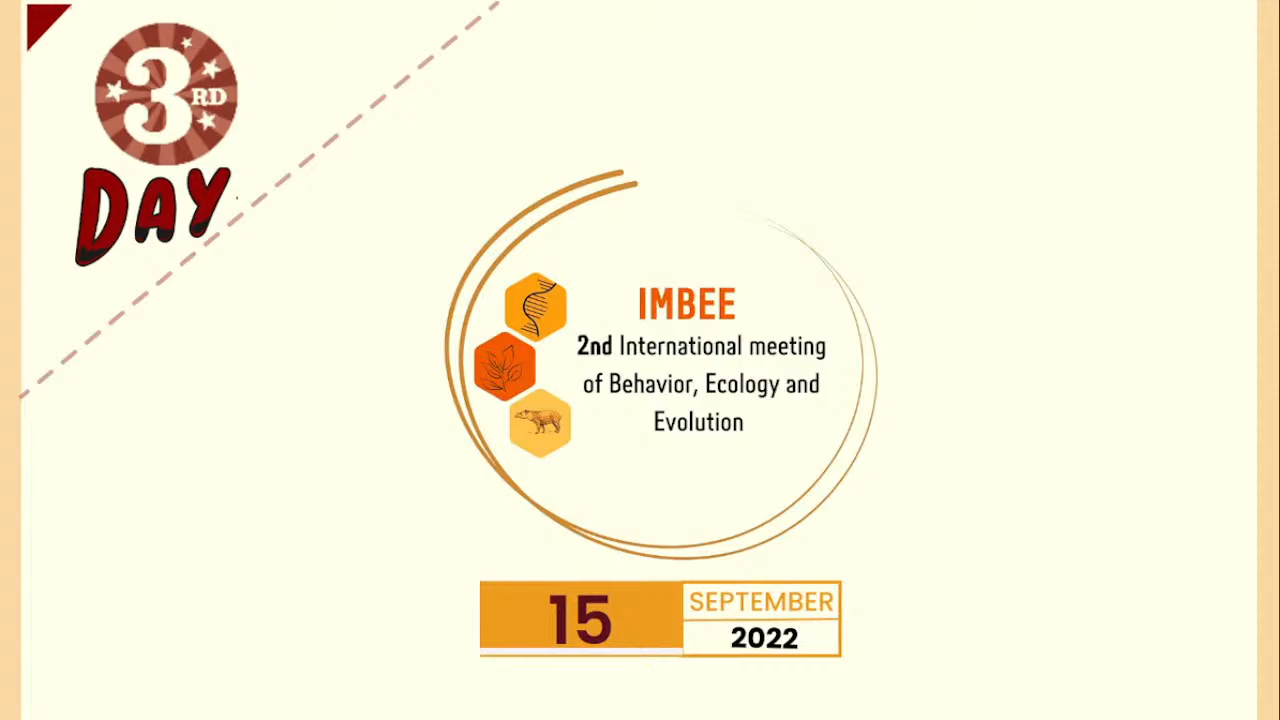 3RD
DAY
IMBEE
2nd International meeting
of Behavior, Ecology and
Evolution
15
SEPTEMBER
2022